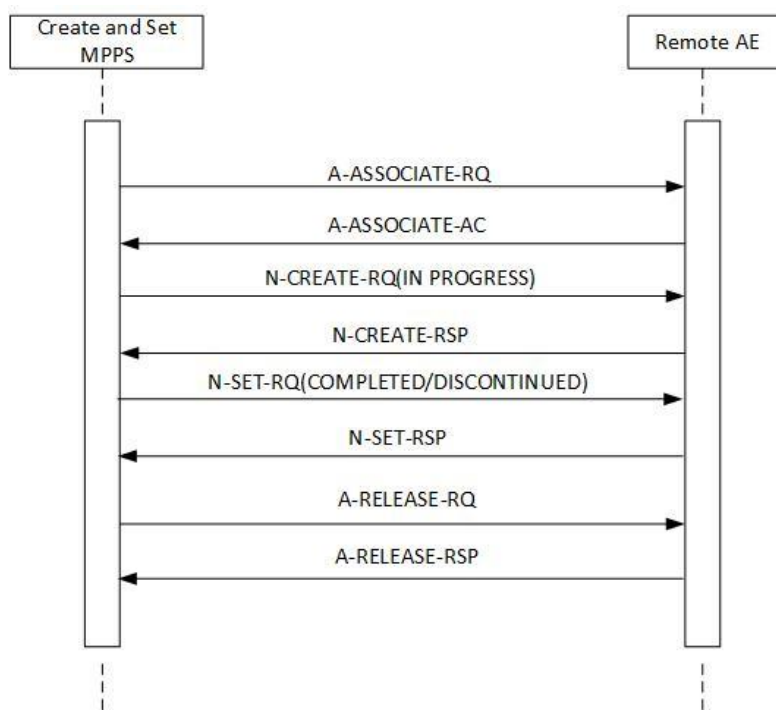 Create and Set
MPPS
Remote AE
A-ASSOCIATE-RQ
A-ASSOCIATE-AC
N-CREATE-RQ(IN PROGRESS)
N-CREATE-RSP
N-SET-RQ(COMPLETED/DISCONTINUED)
N-SET-RSP
A-RELEASE-RQ
A-RELEASE-RSP